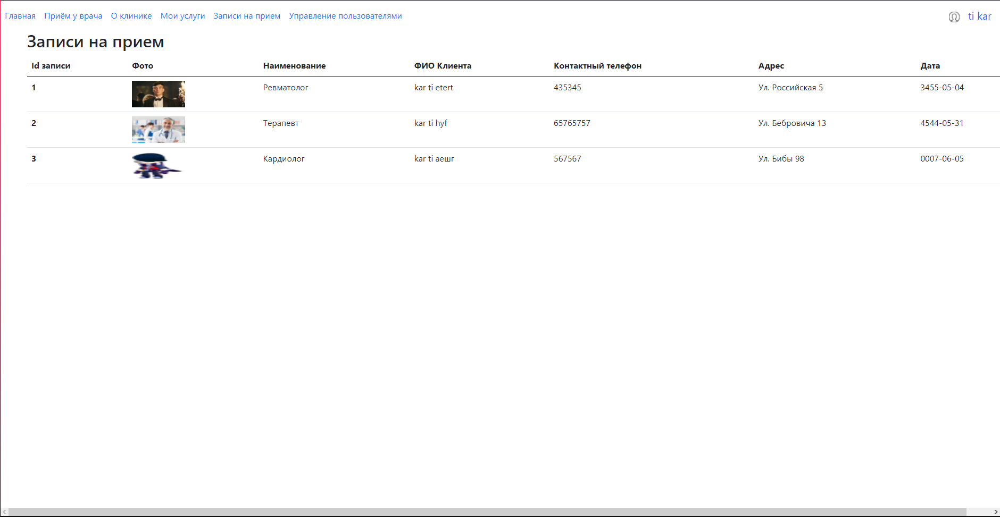 Главная Приём у врача О клинике Мои услуги Записи на прием Управление пользователями ti kar
Записи на прием
Id записи Фото Наименование ФИО Клиента Контактный телефон Адрес Дата
1 Ревматолог kar ti etert 435345 Ул. Российская 5 3455-05-04
2 Терапевт kar ti hyf 65765757 Ул. Бебровича 13 4544-05-31
3 Кардиолог kar ti аешг 567567 Ул. Бибы 98 0007-06-05